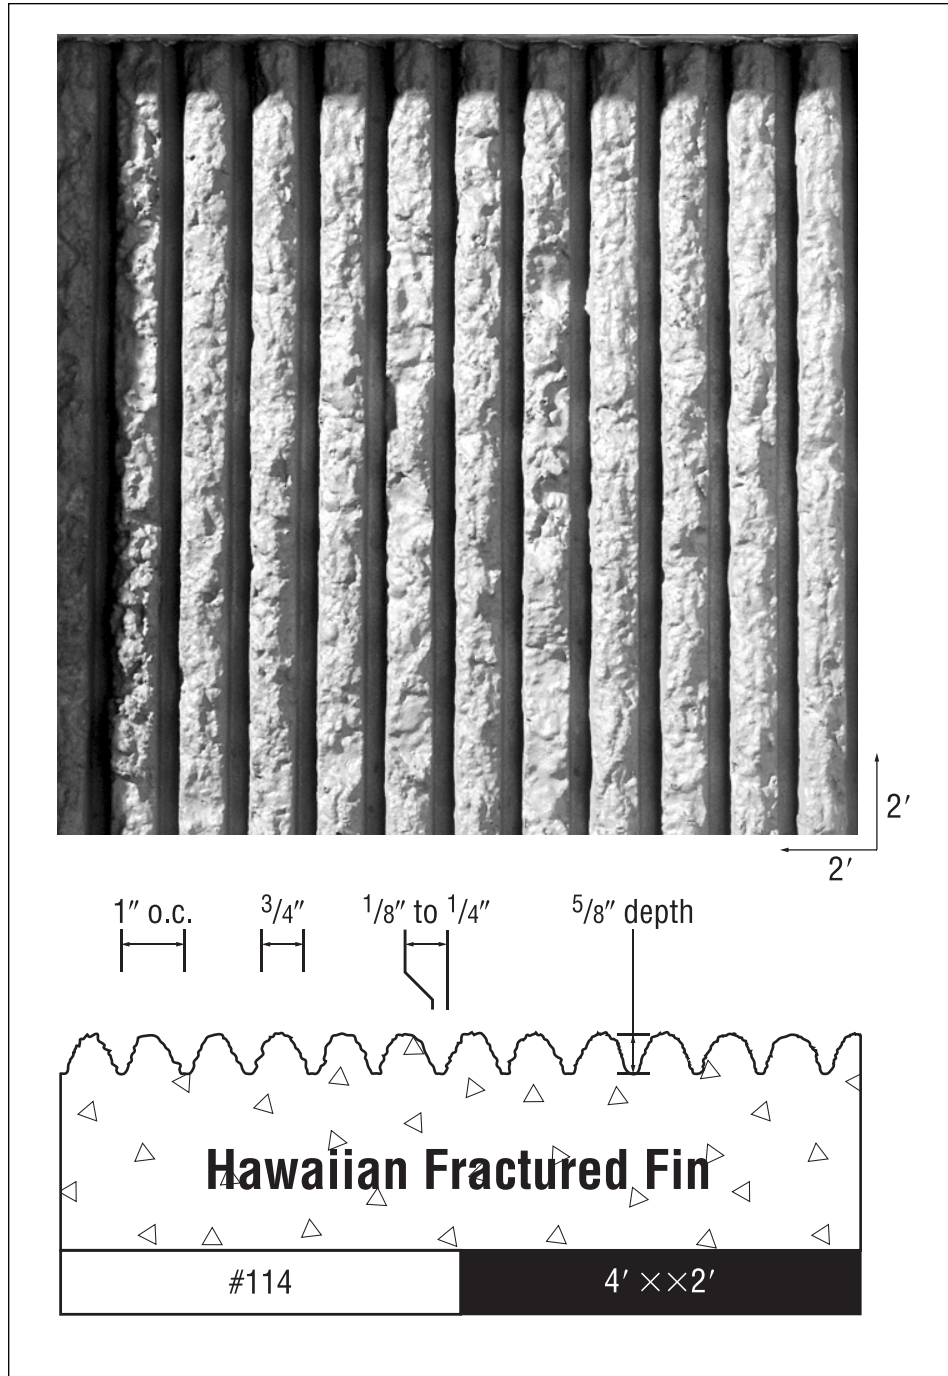 2′
2′
1″ o.c.
3/4″
1/8″ to 1/4″
5/8″ depth
Hawaiian Fractured Fin
#114
4′ ××2′